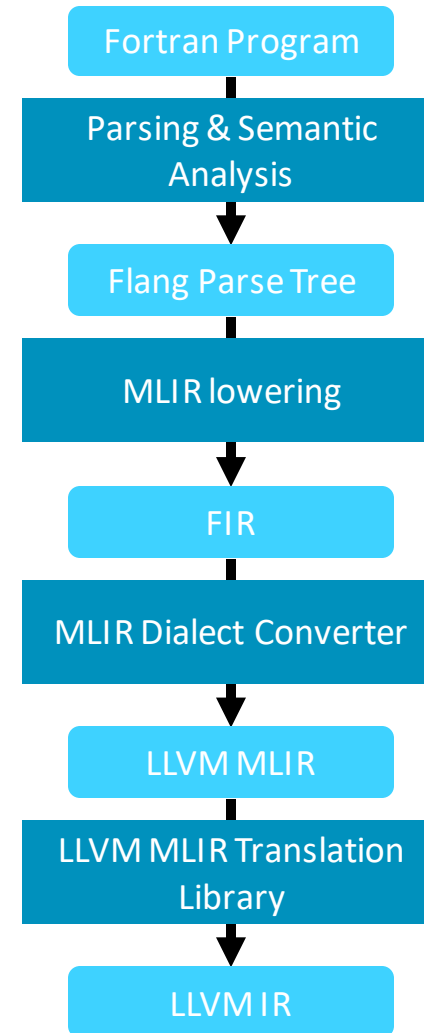 Fortran Program
Parsing & Semantic
Analysis
Flang Parse Tree
MLIR lowering
FIR
MLIR Dialect Converter
LLVM MLIR
LLVM MLIR Translation
Library
LLVM IR